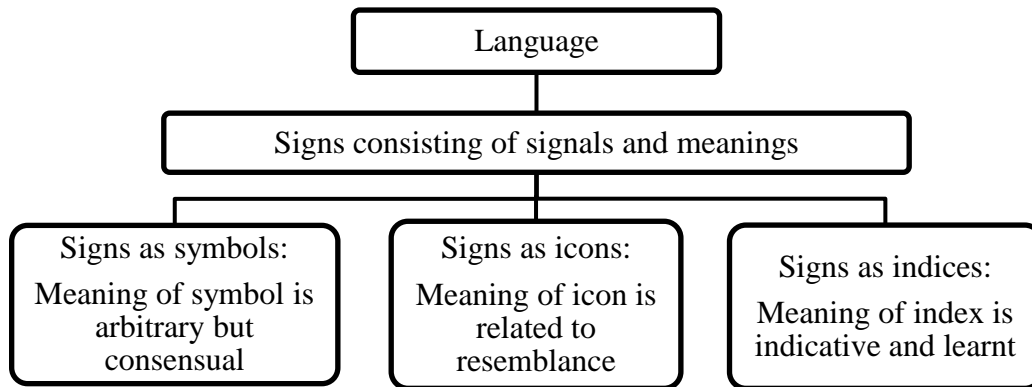 Language
Signs consisting of signals and meanings
Signs as symbols:
Meaning of symbol is
arbitrary but
consensual
Signs as icons:
Meaning of icon is
related to
resemblance
Signs as indices:
Meaning of index is
indicative and learnt